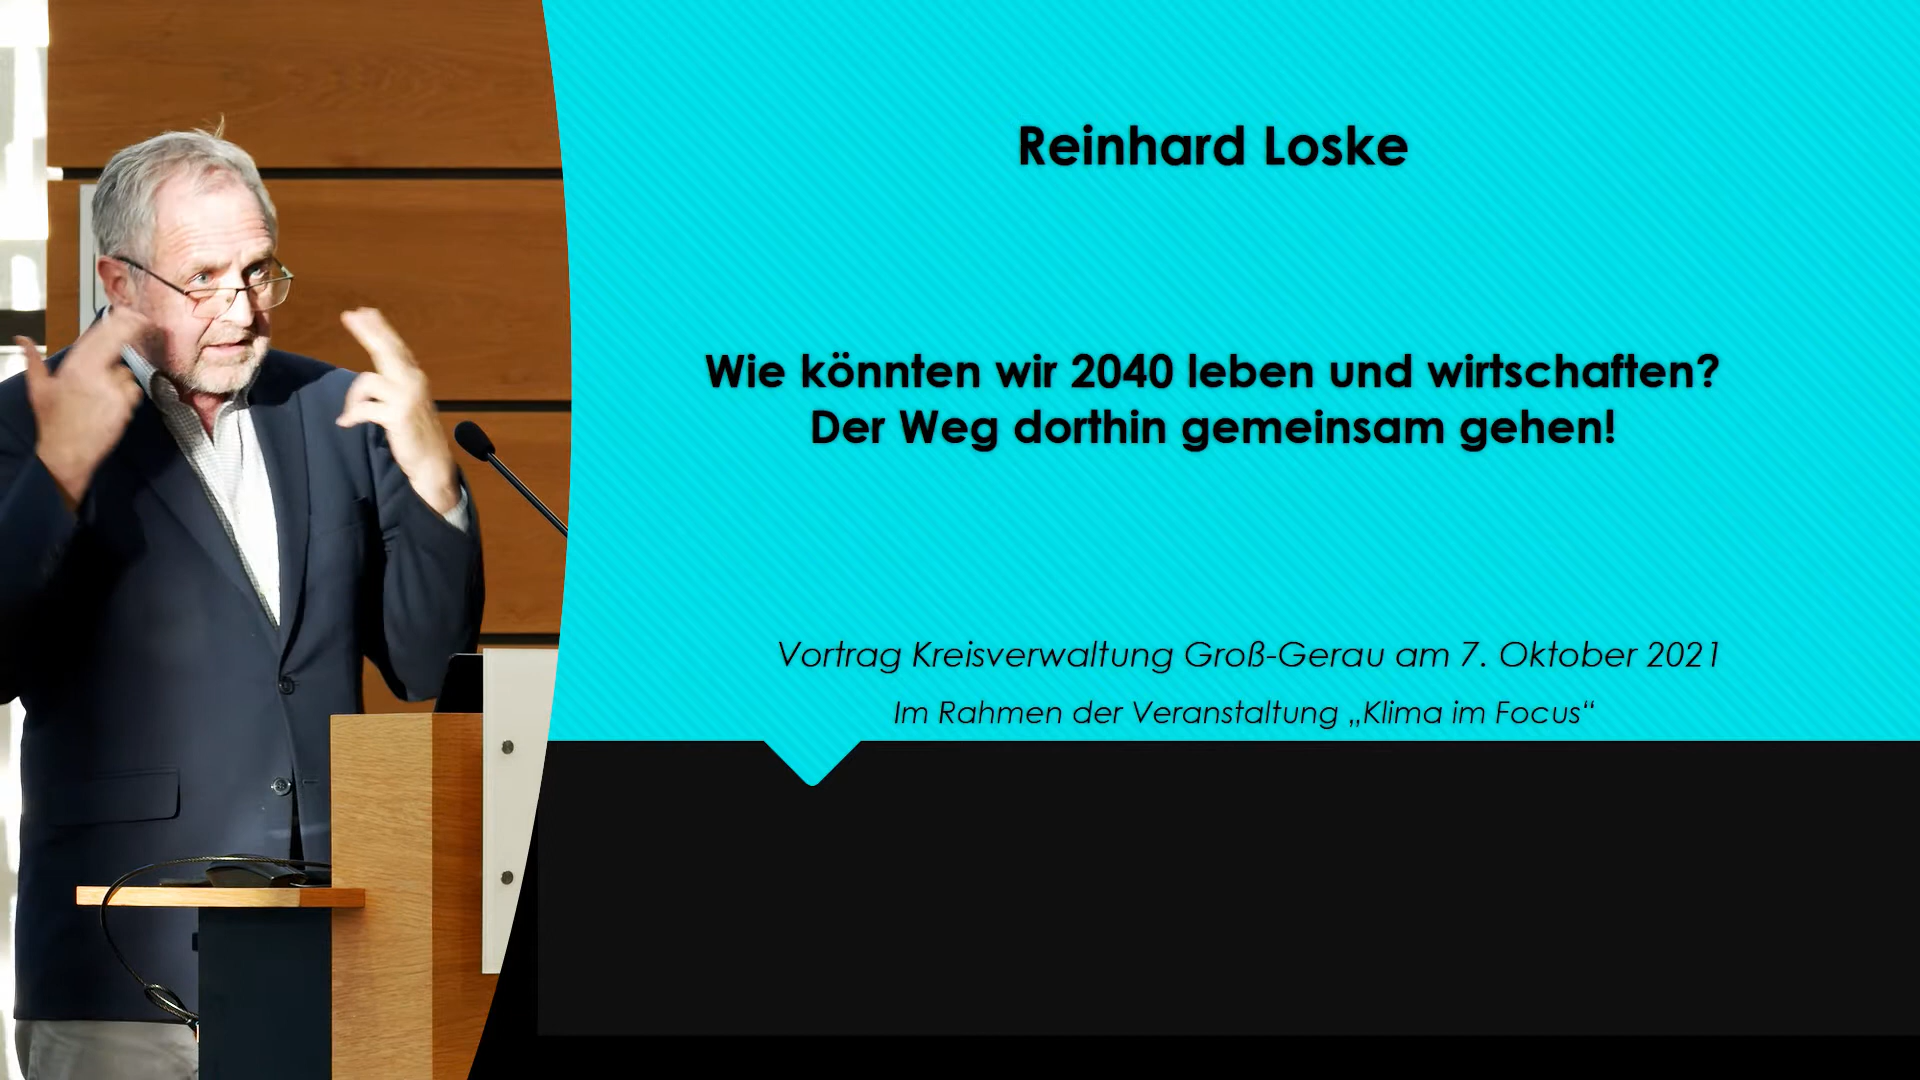 Reinhard Loske
Wie könnten wir 2040 leben und wirtschaften?
Der Weg dorthin gemeinsam gehen!
Vortrag Kreisverwaltung Groß-Gerau am 7. Oktober 2021
Im Rahmen der Veranstaltung „Klima im Focus“